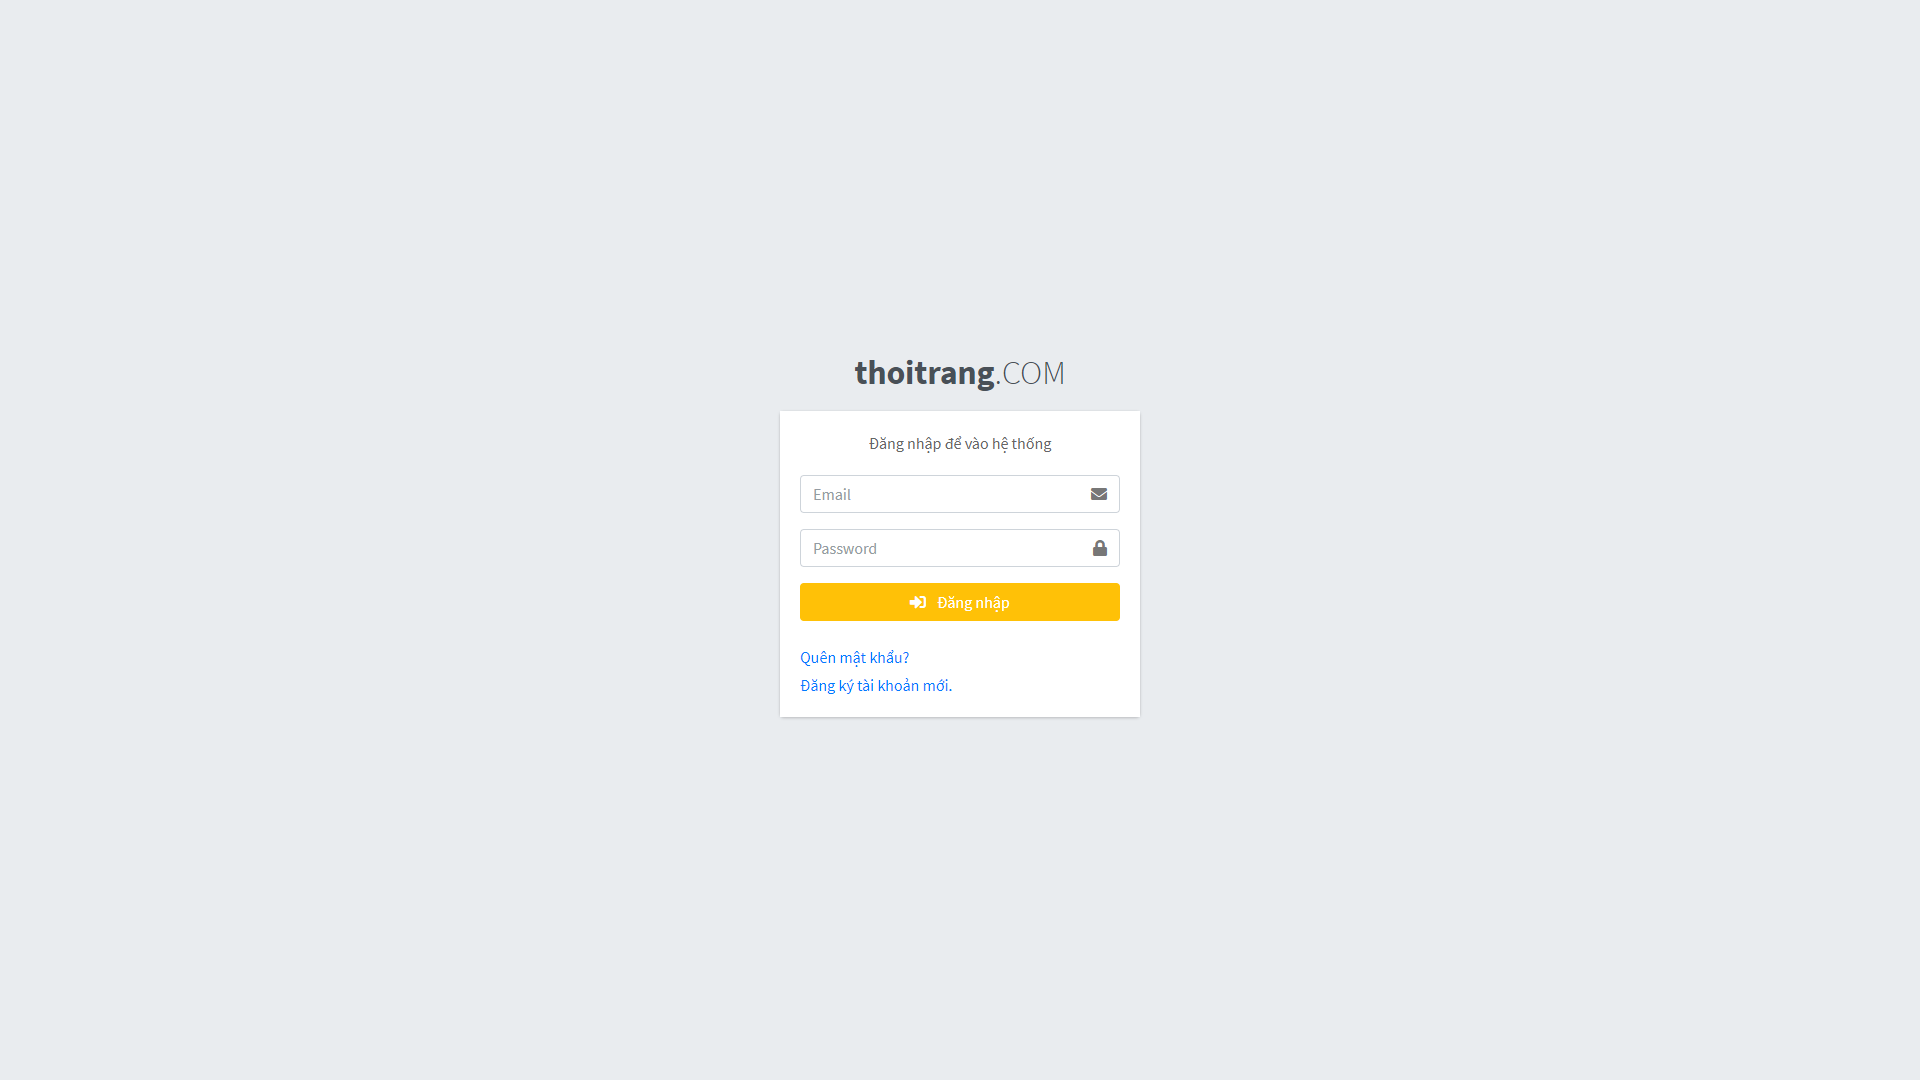 thoitrang.COM
Đăng nhập để vào hệ thống
Email
Password
Đăng nhập
Quên mật khẩu?
Đăng ký tài khoản mới.